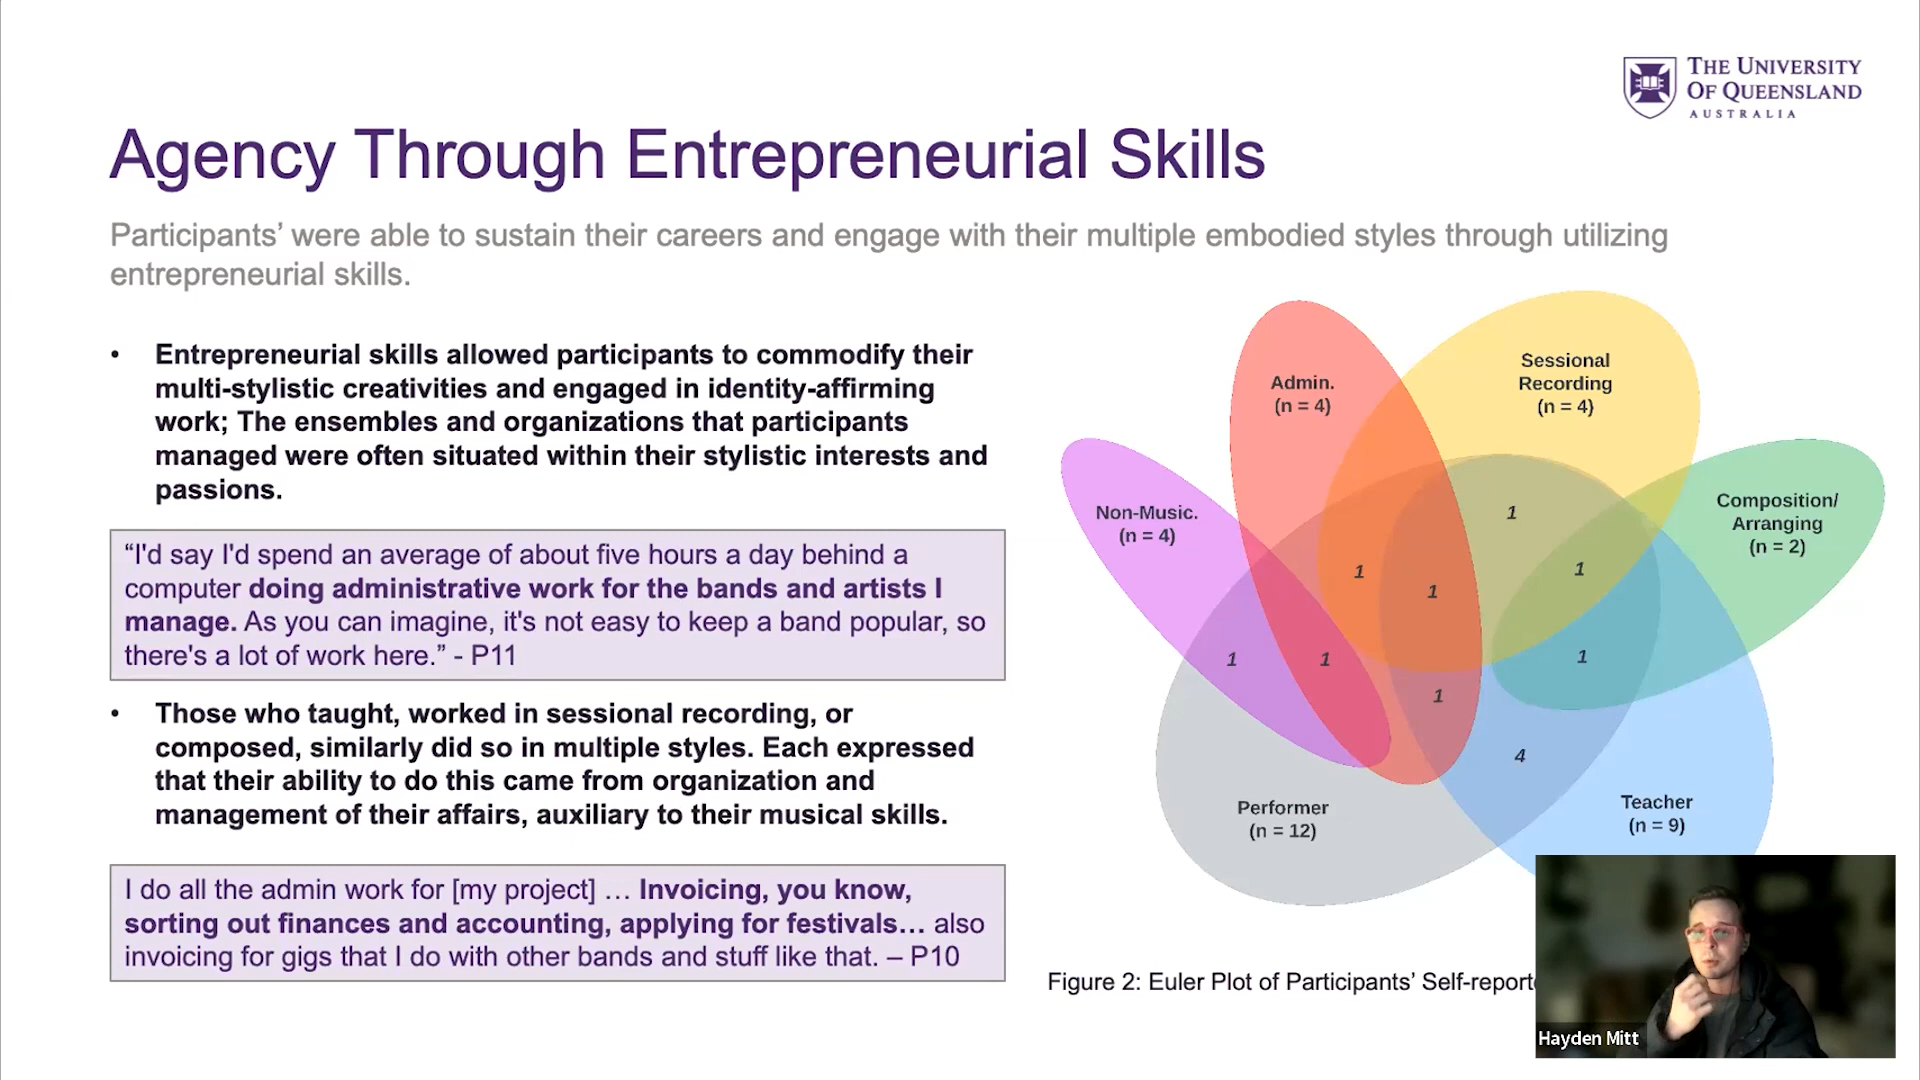 THE UNIVERSITY
OF QUEENSLAND
AUSTRALIA
Agency Through Entrepreneurial Skills
Participants’ were able to sustain their careers and engage with their multiple embodied styles through utilizing
entrepreneurial skills.
• Entrepreneurial skills allowed participants to commodify their
multi-stylistic creativities and engaged in identity-affirming
work; The ensembles and organizations that participants
managed were often situated within their stylistic interests and
passions.
“I'd say I'd spend an average of about five hours a day behind a
computer doing administrative work for the bands and artists I
manage. As you can imagine, it's not easy to keep a band popular, so
there's a lot of work here.” - P11
• Those who taught, worked in sessional recording, or
composed, similarly did so in multiple styles. Each expressed
that their ability to do this came from organization and
management of their affairs, auxiliary to their musical skills.
I do all the admin work for [my project] … Invoicing, you know,
sorting out finances and accounting, applying for festivals… also
invoicing for gigs that I do with other bands and stuff like that. – P10
Admin.
(n = 4)
Sessional
Recording
(n = 4)
Non-Music.
(n = 4)
Composition/
Arranging
(n = 2)
1
1
1
1
1
1
1
1
4
Performer
(n = 12)
Teacher
(n = 9)
Figure 2: Euler Plot of Participants’ Self-report
Hayden Mitt